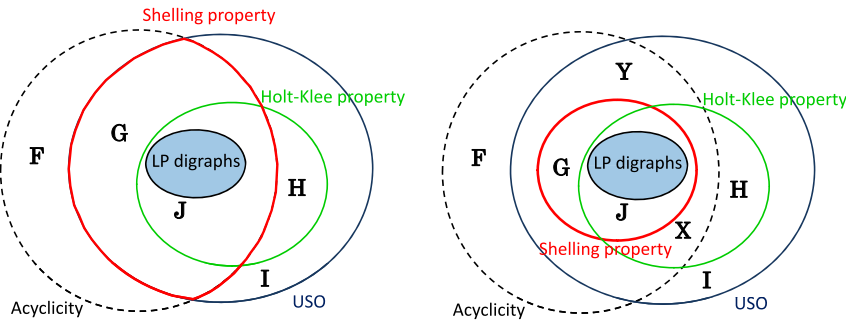 Shelling property
Holt-Klee property
F
G
LP digraphs
H
J
I
Acyclicity
USO
Y
Holt-Klee property
F
G
LP digraphs
H
J
X
Shelling property
I
Acyclicity
USO